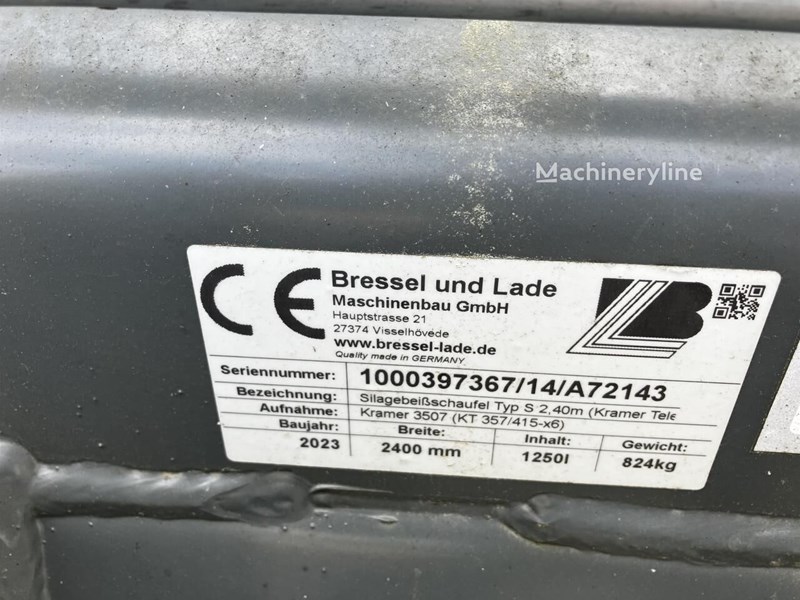 Machineryline
CE
Bressel und Lade
Maschinenbau GmbH
Hauptstrasse 21
27374 Visselhövede
www.bressel-lade.de
Quality made in GERMANY
LB
Seriennummer: 1000397367/14/A72143
Bezeichnung: Silagebeißschaufel Typ S 2,40m (Kramer Tele
Aufnahme: Kramer 3507 (KT 357/415-x6)
Baujahr: Breite: Inhalt: Gewicht:
2023 2400 mm 1250l 824kg